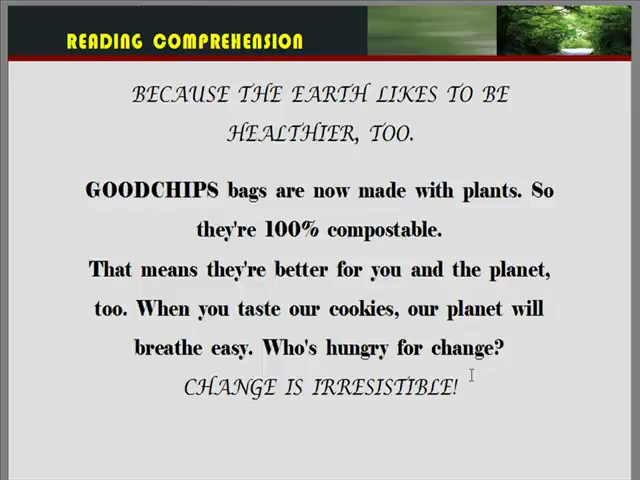 READING COMPREHENSION
BECAUSE THE EARTH LIKES TO BE
HEALTHIER, TOO.
GOODCHIPS bags are now made with plants. So
they're 100% compostable.
That means they're better for you and the planet,
too. When you taste our cookies, our planet will
breathe easy. Who's hungry for change?
CHANGE IS IRRESISTIBLE!